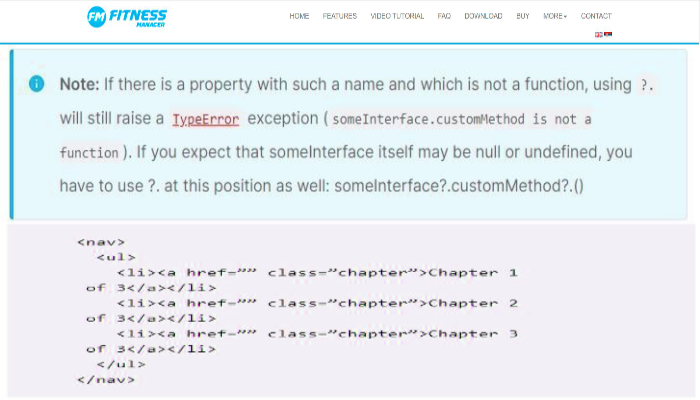 FM FITNESS
MANAGER
HOME FEATURES VIDEO TUTORIAL FAQ DOWNLOAD BUY MORE CONTACT
Note: If there is a property with such a name and which is not a function, using ?.
will still raise a TypeError exception (someInterface.customMethod is not a
function). If you expect that someInterface itself may be null or undefined, you
have to use ?. at this position as well: someInterface?.customMethod?.()
<nav>
<ul>
<li><a href=”” class=”chapter”>Chapter 1
of 3</a></li>
<li><a href=”” class=”chapter”>Chapter 2
of 3</a></li>
<li><a href=”” class=”chapter”>Chapter 3
of 3</a></li>
</ul>
</nav>